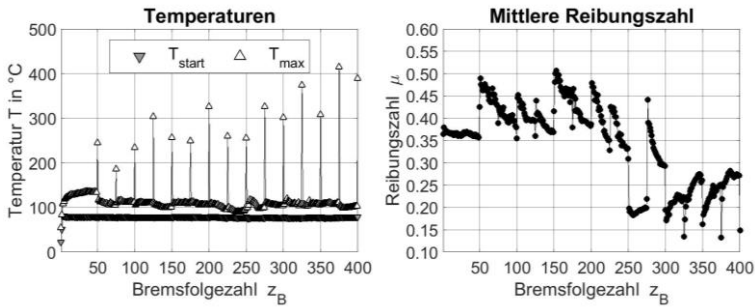 Temperaturen
Temperatur T in °C
500
400
300
200
100
0
T_start
T_max
50 100 150 200 250 300 350 400
Bremsfolgezahl z_B
Mittlere Reibungszahl
Reibungszahl μ
0.60
0.55
0.50
0.45
0.40
0.35
0.30
0.25
0.20
0.15
0.10
50 100 150 200 250 300 350 400
Bremsfolgezahl z_B